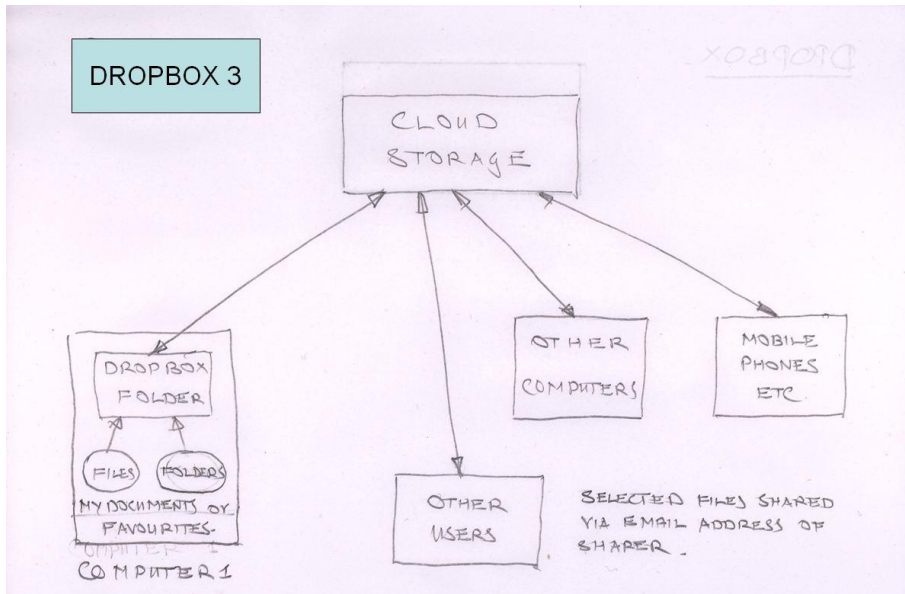 DROPBOX 3
DROPBOX
CLOUD
STORAGE
DROPBOX
FOLDER
FILES
FOLDERS
MY DOCUMENTS or
FAVOURITES.
COMPUTER 1
COMPUTER 1
OTHER
COMPUTERS
MOBILE
PHONES
ETC
OTHER
USERS
SELECTED FILES SHARED
VIA EMAIL ADDRESS OF
SHARER.